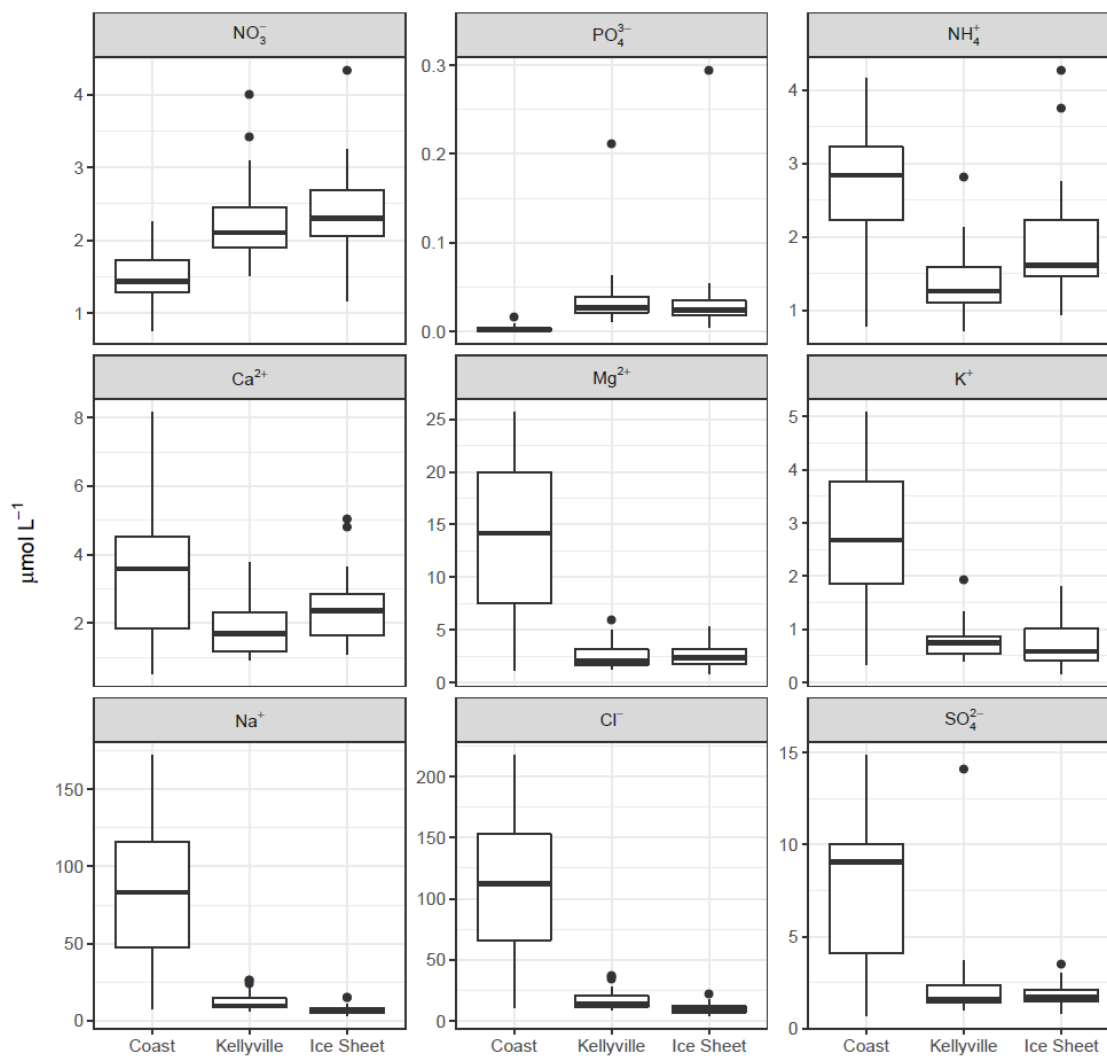 NO₃⁻ PO₄³⁻ NH₄⁺
4 3 2 1
0.3 0.2 0.1 0.0
4 3 2 1
Ca²⁺ Mg²⁺ K⁺
8 6 4 2
25 20 15 10 5 0
5 4 3 2 1 0
μmol L⁻¹
Na⁺ Cl⁻ SO₄²⁻
150 100 50 0
200 150 100 50 0
15 10 5 0
Coast Kellyville Ice Sheet Coast Kellyville Ice Sheet Coast Kellyville Ice Sheet